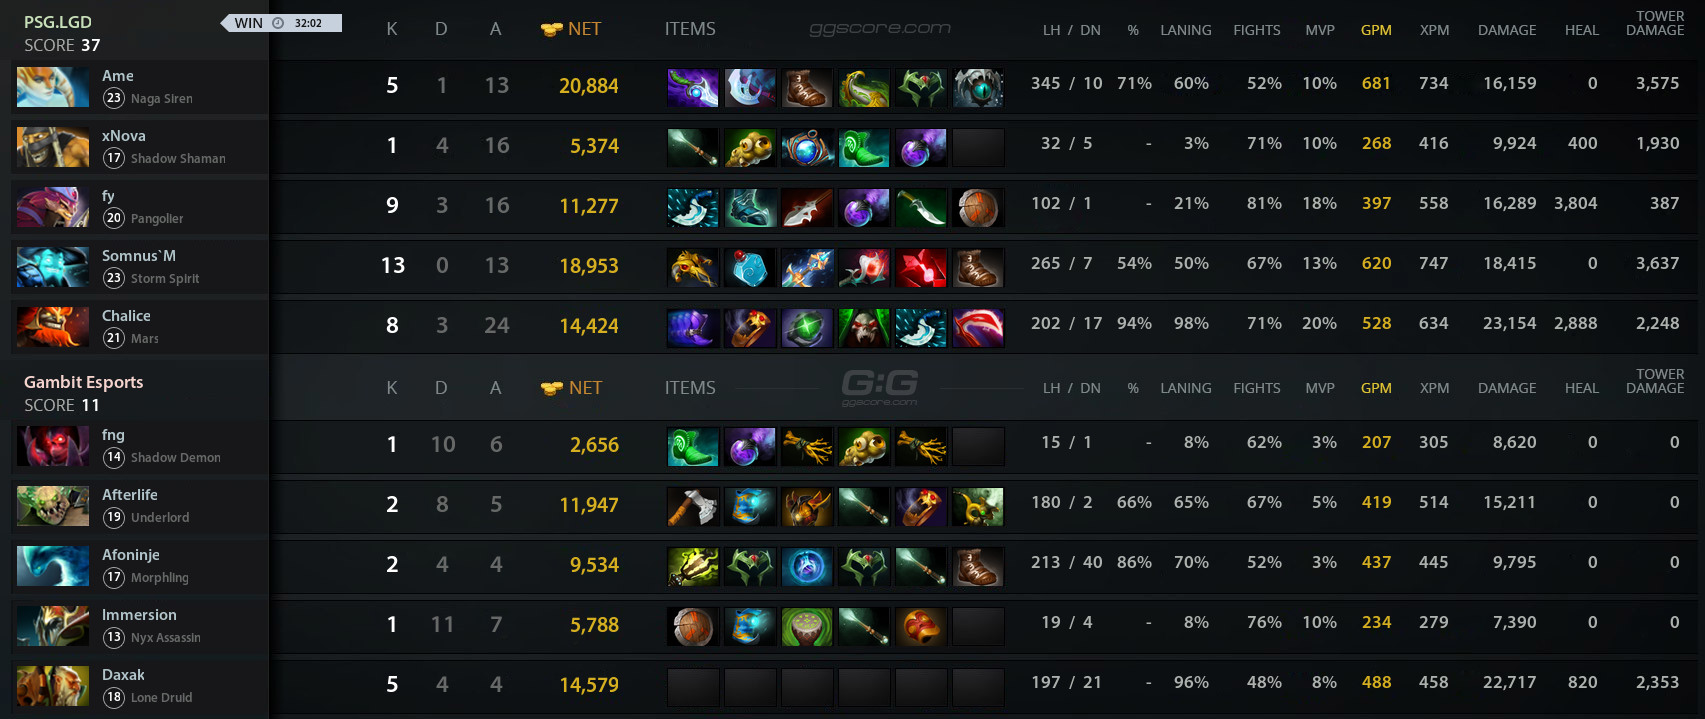 PSG.LGD WIN 32:02
SCORE 37
K D A NET ITEMS ggscore.com LH / DN % LANING FIGHTS MVP GPM XPM DAMAGE HEAL TOWER DAMAGE
Ame
23 Naga Siren
5 1 13 20,884 345 / 10 71% 60% 52% 10% 681 734 16,159 0 3,575
xNova
17 Shadow Shaman
1 4 16 5,374 32 / 5 - 3% 71% 10% 268 416 9,924 400 1,930
fy
20 Pangolier
9 3 16 11,277 102 / 1 - 21% 81% 18% 397 558 16,289 3,804 387
Somnus`M
23 Storm Spirit
13 0 13 18,953 265 / 7 54% 50% 67% 13% 620 747 18,415 0 3,637
Chalice
21 Mars
8 3 24 14,424 202 / 17 94% 98% 71% 20% 528 634 23,154 2,888 2,248
Gambit Esports
SCORE 11
K D A NET ITEMS G:G ggscore.com LH / DN % LANING FIGHTS MVP GPM XPM DAMAGE HEAL TOWER DAMAGE
fng
14 Shadow Demon
1 10 6 2,656 15 / 1 - 8% 62% 3% 207 305 8,620 0 0
Afterlife
19 Underlord
2 8 5 11,947 180 / 2 66% 65% 67% 5% 419 514 15,211 0 0
Afoninje
17 Morphling
2 4 4 9,534 213 / 40 86% 70% 52% 3% 437 445 9,795 0 0
Immersion
13 Nyx Assassin
1 11 7 5,788 19 / 4 - 8% 76% 10% 234 279 7,390 0 0
Daxak
18 Lone Druid
5 4 4 14,579 197 / 21 - 96% 48% 8% 488 458 22,717 820 2,353